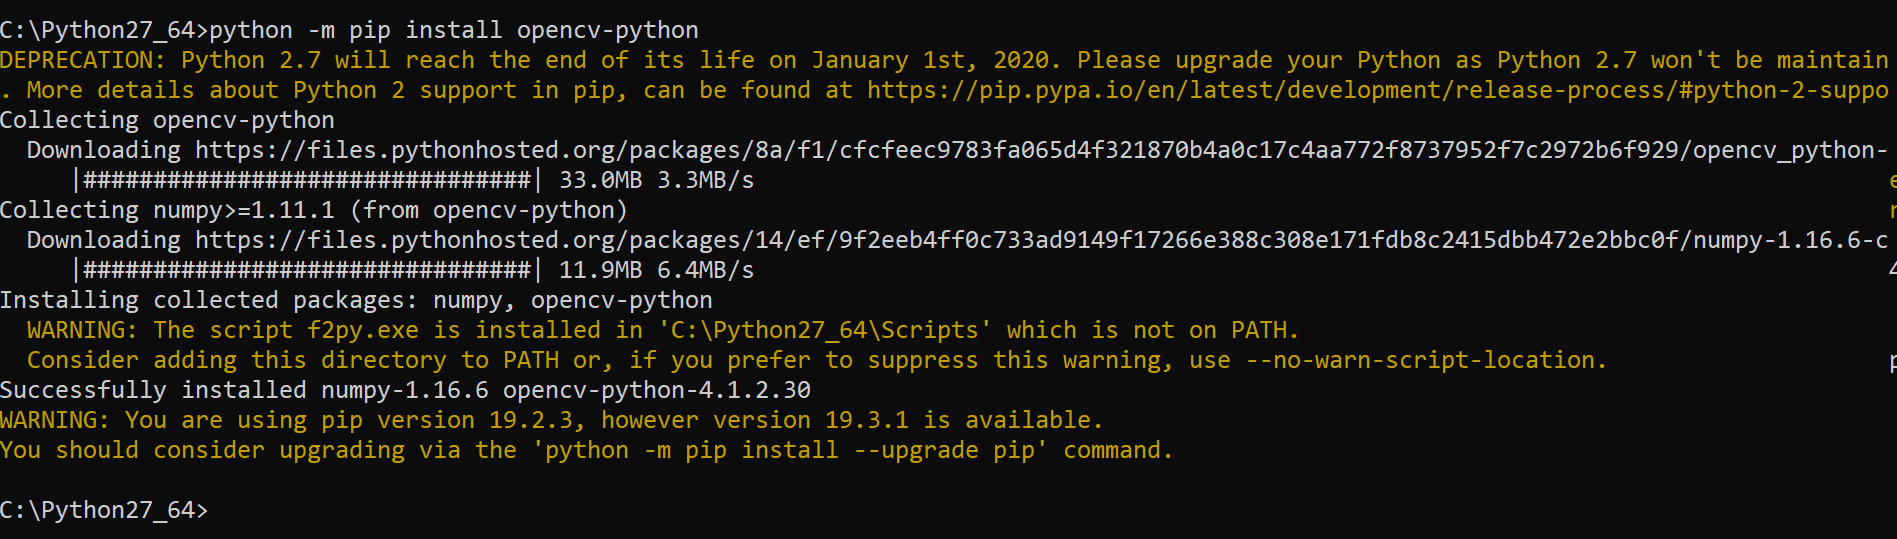 C:\Python27_64>python -m pip install opencv-python
DEPRECATION: Python 2.7 will reach the end of its life on January 1st, 2020. Please upgrade your Python as Python 2.7 won't be maintain
. More details about Python 2 support in pip, can be found at https://pip.pypa.io/en/latest/development/release-process/#python-2-suppo
Collecting opencv-python
  Downloading https://files.pythonhosted.org/packages/8a/f1/cfcfeec9783fa065d4f321870b4a0c17c4aa772f8737952f7c2972b6f929/opencv_python-
     |################################| 33.0MB 3.3MB/s
Collecting numpy>=1.11.1 (from opencv-python)
  Downloading https://files.pythonhosted.org/packages/14/ef/9f2eeb4ff0c733ad9149f17266e388c308e171fdb8c2415dbb472e2bbc0f/numpy-1.16.6-c
     |################################| 11.9MB 6.4MB/s
Installing collected packages: numpy, opencv-python
  WARNING: The script f2py.exe is installed in 'C:\Python27_64\Scripts' which is not on PATH.
  Consider adding this directory to PATH or, if you prefer to suppress this warning, use --no-warn-script-location.
Successfully installed numpy-1.16.6 opencv-python-4.1.2.30
WARNING: You are using pip version 19.2.3, however version 19.3.1 is available.
You should consider upgrading via the 'python -m pip install --upgrade pip' command.
C:\Python27_64>